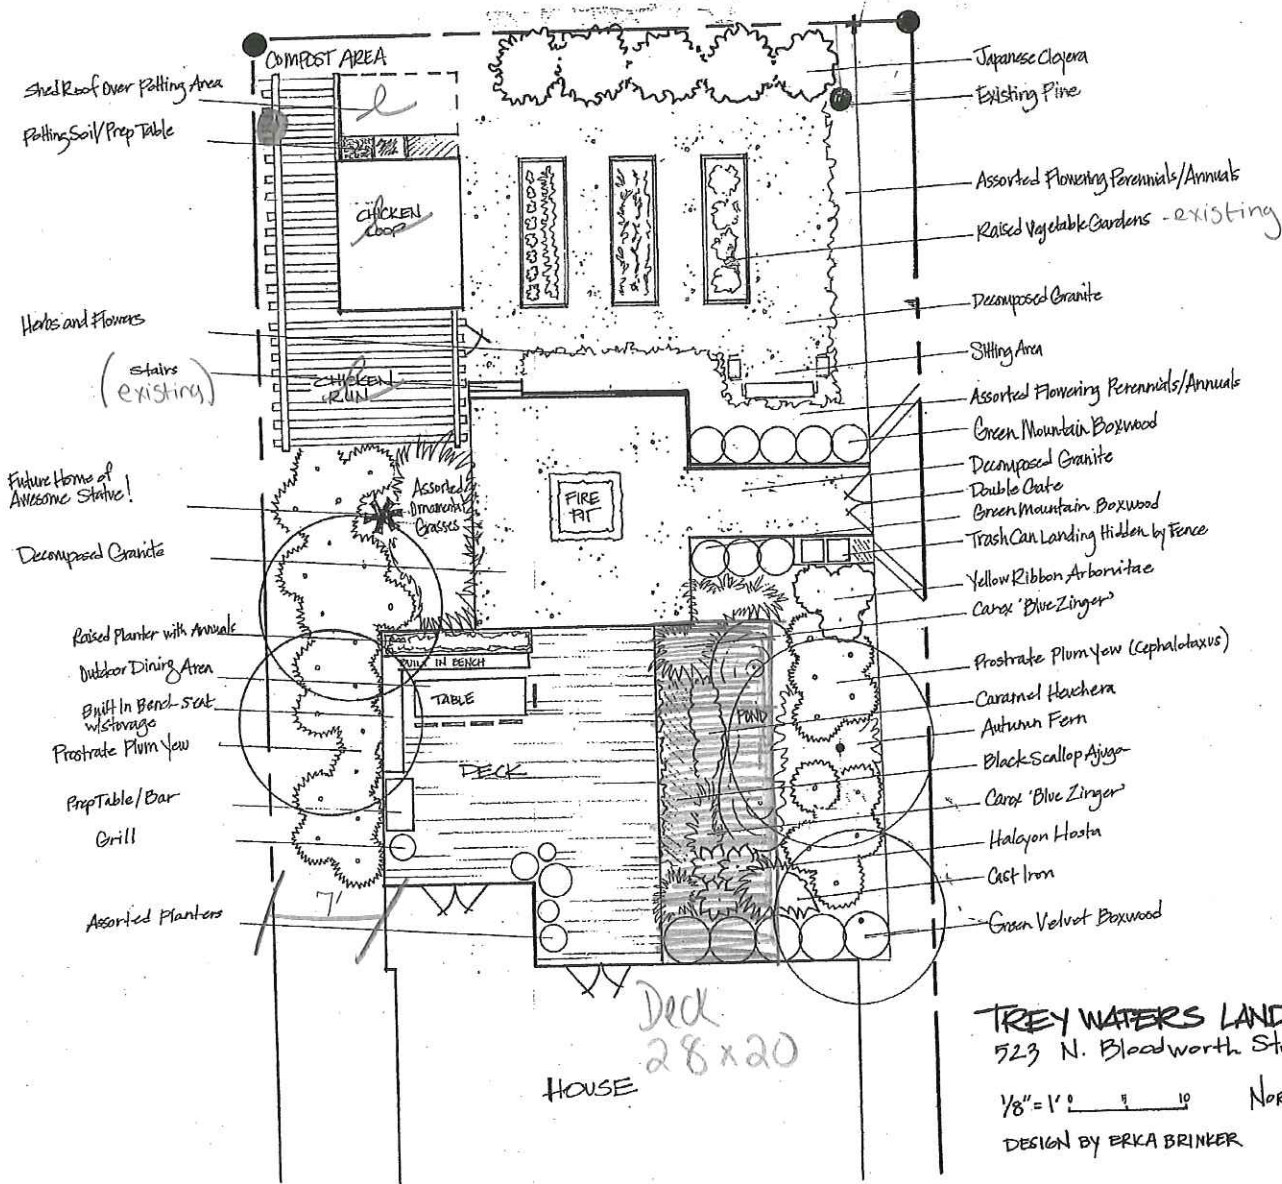 COMPOST AREA
Shed Roof Over Potting Area
Potting Soil/Prep Table
CHICKEN
COOP
Herbs and Flowers
Stairs
(existing)
CHICKEN
RUN
Future Home of
Awesome Statue!
Assorted
Ornamental
Grasses
Decomposed Granite
FIRE
PIT
Raised Planter with Annuals
BUILT IN BENCH
Outdoor Dining Area
TABLE
Built In Bench seat
w/storage
Prostrate Plum Yew
DECK
Prep Table/Bar
Grill
7'
Assorted Planters
Japanese Cleyera
Existing Pine
Assorted Flowering Perennials/Annuals
Raised Vegetable Gardens - existing
Decomposed Granite
Sitting Area
Assorted Flowering Perennials/Annuals
Green Mountain Boxwood
Decomposed Granite
Double Gate
Green Mountain Boxwood
Trash Can Landing Hidden by Fence
Yellow Ribbon Arborvitae
Carex 'Blue Zinger'
Prostrate Plum Yew (Cephalotaxus)
Caramel Heuchera
POND
Autumn Fern
Black Scallop Ajuga
Carex 'Blue Zinger'
Halcyon Hosta
Cast Iron
Green Velvet Boxwood
Deck
28 x 20
HOUSE
TREY WATERS LAND
523 N. Bloodworth St
1/8" = 1' 0 5 10 NOR
DESIGN BY ERICA BRINKER